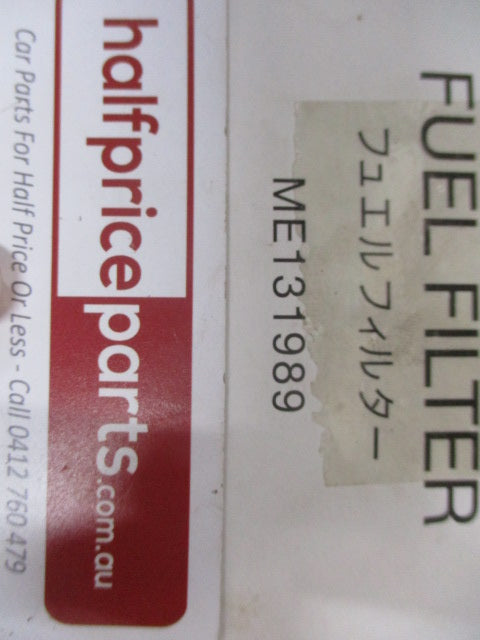 FUEL FILTER
フュエルフィルター
ME131989
halfpriceparts.com.au
Car Parts For Half Price Or Less - Call 0412 760 479